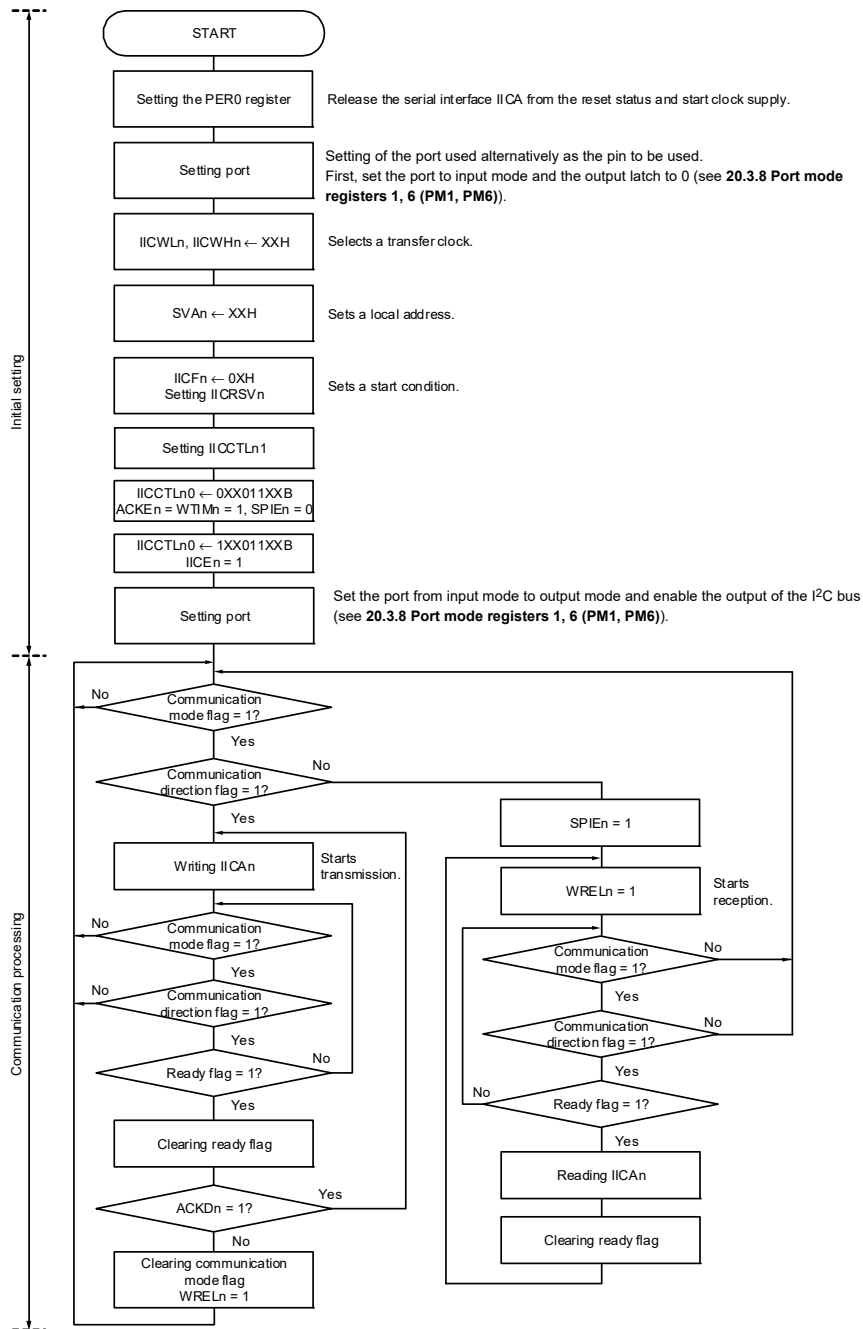 START
Setting the PER0 register
Release the serial interface IICA from the reset status and start clock supply.
Setting port
Setting of the port used alternatively as the pin to be used.
First, set the port to input mode and the output latch to 0 (see 20.3.8 Port mode
registers 1, 6 (PM1, PM6)).
IICWLn, IICWHn ← XXH
Selects a transfer clock.
SVAn ← XXH
Sets a local address.
IICFn ← 0XH
Setting IICRSVn
Sets a start condition.
Setting IICCTLn1
IICCTLn0 ← 0XX011XXB
ACKEn = WTIMn = 1, SPIEn = 0
IICCTLn0 ← 1XX011XXB
IICEn = 1
Setting port
Set the port from input mode to output mode and enable the output of the I²C bus
(see 20.3.8 Port mode registers 1, 6 (PM1, PM6)).
Initial setting
Communication processing
No
Communication
mode flag = 1?
Yes
Communication
direction flag = 1?
No
Yes
Writing IICAn
Starts
transmission.
No
Communication
mode flag = 1?
Yes
No
Communication
direction flag = 1?
Yes
No
Ready flag = 1?
Yes
Clearing ready flag
Yes
ACKDn = 1?
No
Clearing communication
mode flag
WRELn = 1
SPIEn = 1
WRELn = 1
Starts
reception.
Communication
mode flag = 1?
No
Yes
Communication
direction flag = 1?
No
Yes
No
Ready flag = 1?
Yes
Reading IICAn
Clearing ready flag